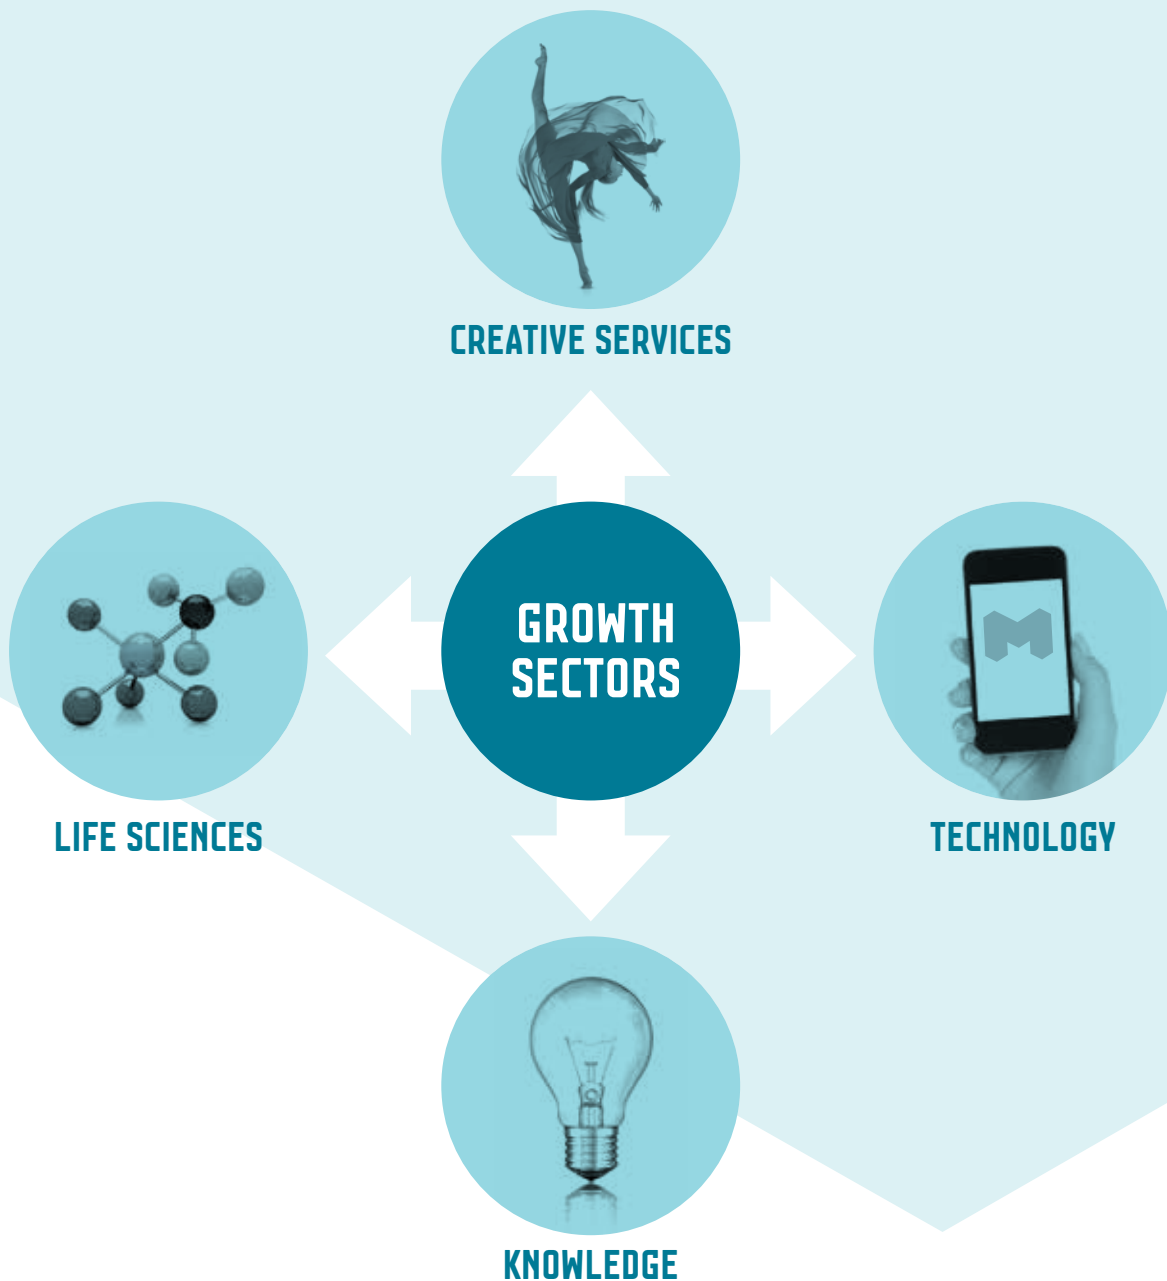 CREATIVE SERVICES
GROWTH
SECTORS
LIFE SCIENCES
TECHNOLOGY
KNOWLEDGE